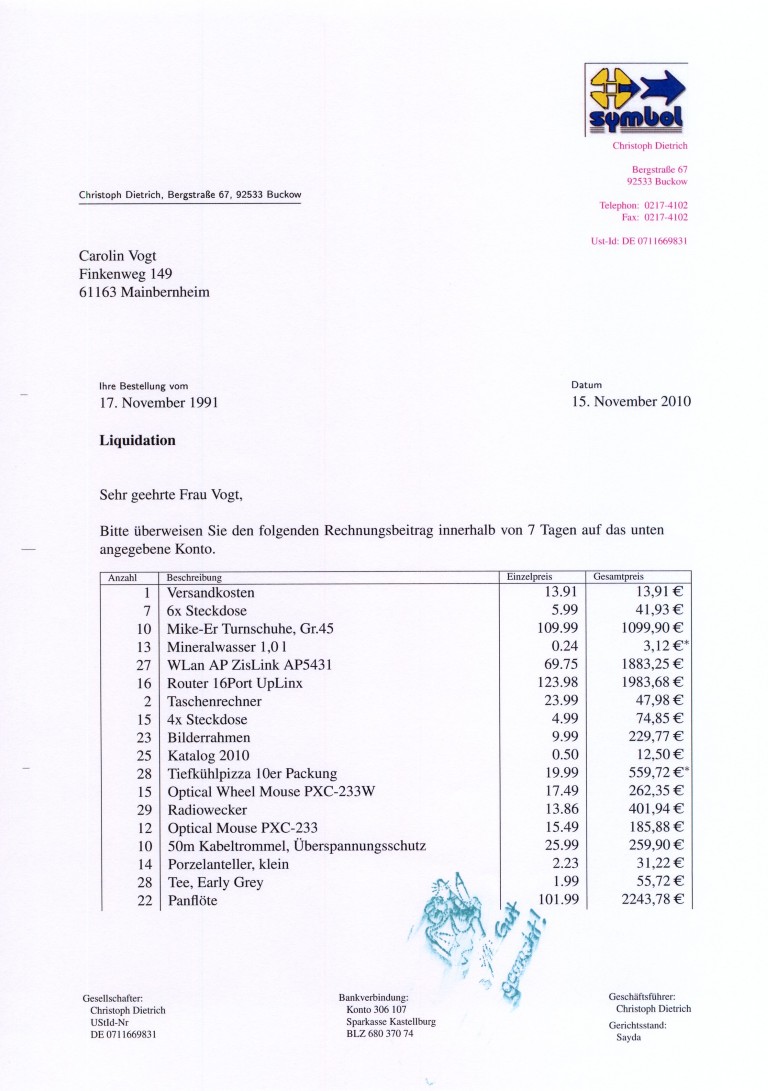 symbol
Christoph Dietrich
Bergstraße 67
92533 Buckow
Telephon: 0217-4102
Fax: 0217-4102
Ust-Id: DE 0711669831
Christoph Dietrich, Bergstraße 67, 92533 Buckow
Carolin Vogt
Finkenweg 149
61163 Mainbernheim
Ihre Bestellung vom Datum
17. November 1991 15. November 2010
Liquidation
Sehr geehrte Frau Vogt,
Bitte überweisen Sie den folgenden Rechnungsbeitrag innerhalb von 7 Tagen auf das unten
angegebene Konto.
Anzahl Beschreibung Einzelpreis Gesamtpreis
1 Versandkosten 13.91 13,91 €
7 6x Steckdose 5.99 41,93 €
10 Mike-Er Turnschuhe, Gr.45 109.99 1099,90 €
13 Mineralwasser 1,0 l 0.24 3,12 €*
27 WLan AP ZisLink AP5431 69.75 1883,25 €
16 Router 16Port UpLinx 123.98 1983,68 €
2 Taschenrechner 23.99 47,98 €
15 4x Steckdose 4.99 74,85 €
23 Bilderrahmen 9.99 229,77 €
25 Katalog 2010 0.50 12,50 €
28 Tiefkühlpizza 10er Packung 19.99 559,72 €*
15 Optical Wheel Mouse PXC-233W 17.49 262,35 €
29 Radiowecker 13.86 401,94 €
12 Optical Mouse PXC-233 15.49 185,88 €
10 50m Kabeltrommel, Überspannungsschutz 25.99 259,90 €
14 Porzelanteller, klein 2.23 31,22 €
28 Tee, Early Grey 1.99 55,72 €
22 Panflöte 101.99 2243,78 €
Gut
gebrüllt!
Gesellschafter:
Christoph Dietrich
UStId-Nr
DE 0711669831
Bankverbindung:
Konto 306 107
Sparkasse Kastellburg
BLZ 680 370 74
Geschäftsführer:
Christoph Dietrich
Gerichtsstand:
Sayda